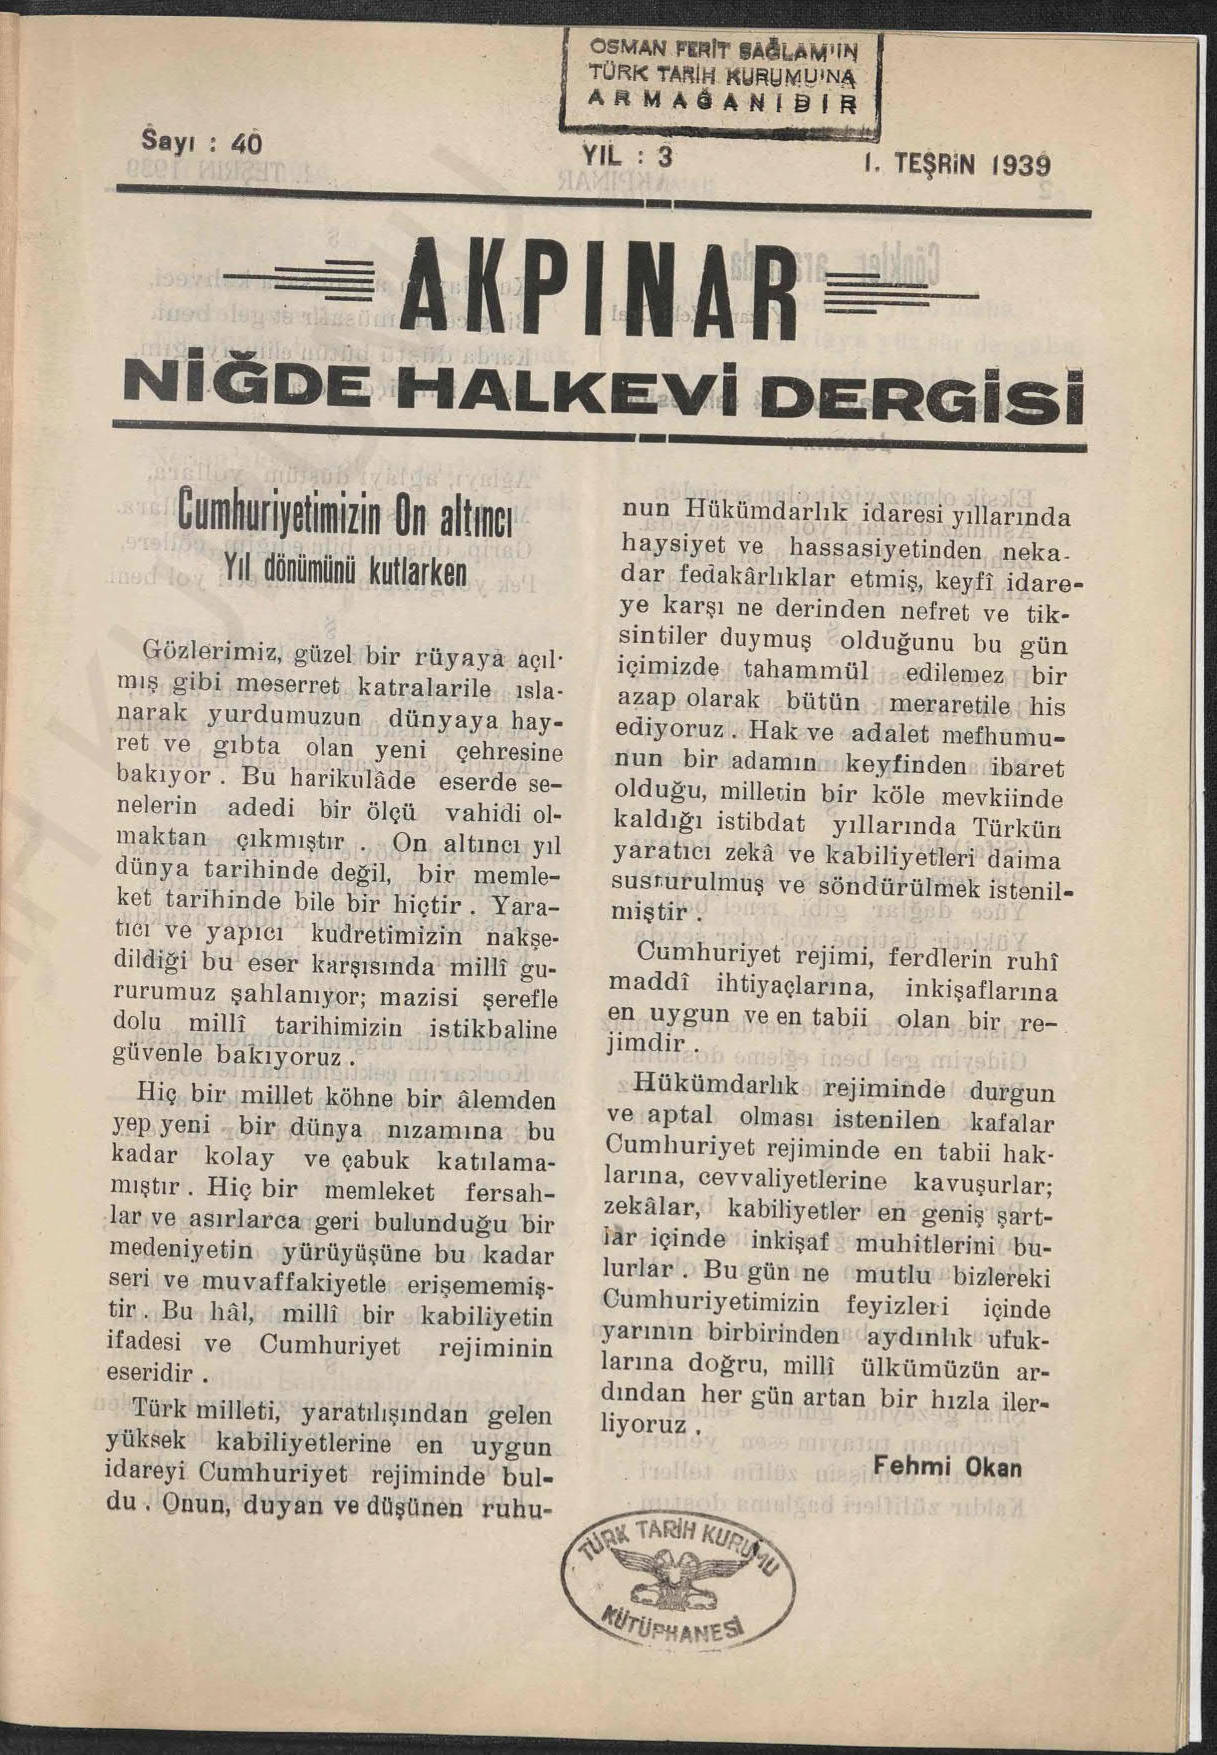 OSMAN FERİT SAĞLAM'IN
TÜRK TARİH KURUMU'NA
ARMAĞANIDIR
Sayı : 40
YIL : 3
I. TEŞRİN 1939
AKPINAR
NİĞDE HALKEVİ DERGİSİ
Cumhuriyetimizin On altıncı
Yıl dönümünü kutlarken
Gözlerimiz, güzel bir rüyaya açıl-
mış gibi meserret katralarile ısla-
narak yurdumuzun dünyaya hay-
ret ve gıbta olan yeni çehresine
bakıyor . Bu harikulâde eserde se-
nelerin adedi bir ölçü vahidi ol-
maktan çıkmıştır . On altıncı yıl
dünya tarihinde değil, bir memle-
ket tarihinde bile bir hiçtir . Yara-
tıcı ve yapıcı kudretimizin nakşe-
dildiği bu eser karşısında millî gu-
rurumuz şahlanıyor; mazisi şerefle
dolu millî tarihimizin istikbaline
güvenle bakıyoruz .
Hiç bir millet köhne bir âlemden
yep yeni bir dünya nızamına bu
kadar kolay ve çabuk katılama-
mıştır . Hiç bir memleket fersah-
lar ve asırlarca geri bulunduğu bir
medeniyetin yürüyüşüne bu kadar
seri ve muvaffakiyetle erişememiş-
tir . Bu hâl, millî bir kabiliyetin
ifadesi ve Cumhuriyet rejiminin
eseridir .
Türk milleti, yaratılışından gelen
yüksek kabiliyetlerine en uygun
idareyi Cumhuriyet rejiminde bul-
du . Onun, duyan ve düşünen ruhu-
nun Hükümdarlık idaresi yıllarında
haysiyet ve hassasiyetinden neka-
dar fedakârlıklar etmiş, keyfî idare-
ye karşı ne derinden nefret ve tik-
sintiler duymuş olduğunu bu gün
içimizde tahammül edilemez bir
azap olarak bütün meraretile his
ediyoruz . Hak ve adalet mefhumu-
nun bir adamın keyfinden ibaret
olduğu, milletin bir köle mevkiinde
kaldığı istibdat yıllarında Türkün
yaratıcı zekâ ve kabiliyetleri daima
susturulmuş ve söndürülmek istenil-
miştir .
Cumhuriyet rejimi, ferdlerin ruhî
maddî ihtiyaçlarına, inkişaflarına
en uygun ve en tabii olan bir re-
jimdir .
Hükümdarlık rejiminde durgun
ve aptal olması istenilen kafalar
Cumhuriyet rejiminde en tabii hak-
larına, cevvaliyetlerine kavuşurlar;
zekâlar, kabiliyetler en geniş şart-
lar içinde inkişaf muhitlerini bu-
lurlar . Bu gün ne mutlu bizlereki
Cumhuriyetimizin feyizleri içinde
yarının birbirinden aydınlık ufuk-
larına doğru, millî ülkümüzün ar-
dından her gün artan bir hızla iler-
liyoruz .
Fehmi Okan
TÜRK TARİH KURUMU
KÜTÜPHANESİ